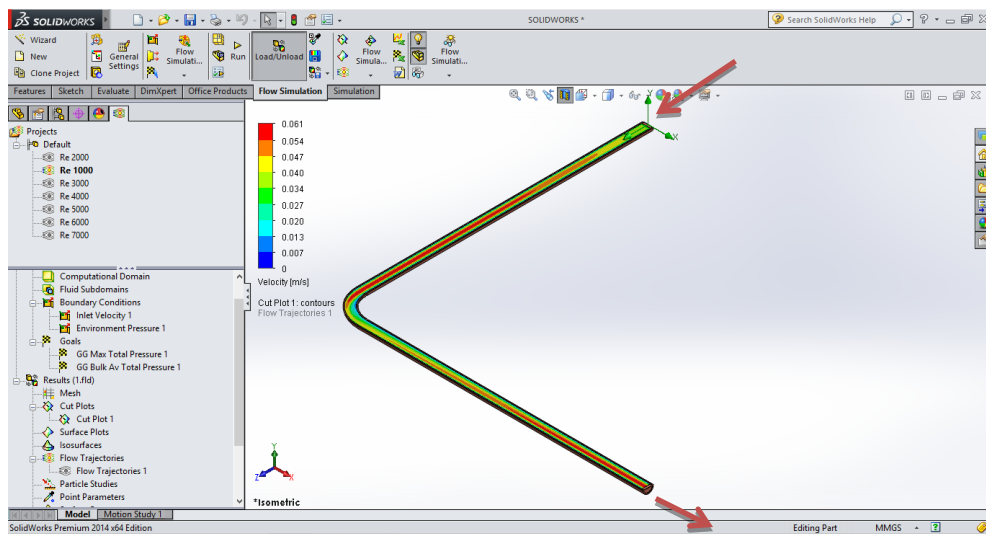 SOLIDWORKS
SOLIDWORKS *
Search SolidWorks Help
Wizard
New
Clone Project
General Settings
Flow Simulati...
Run
Load/Unload
Flow Simula...
Flow Simulati...
Features Sketch Evaluate DimXpert Office Products Flow Simulation Simulation
Projects
Default
Re 2000
Re 1000
Re 3000
Re 4000
Re 5000
Re 6000
Re 7000
Computational Domain
Fluid Subdomains
Boundary Conditions
Inlet Velocity 1
Environment Pressure 1
Goals
GG Max Total Pressure 1
GG Bulk Av Total Pressure 1
Results (1.fld)
Mesh
Cut Plots
Cut Plot 1
Surface Plots
Isosurfaces
Flow Trajectories
Flow Trajectories 1
Particle Studies
Point Parameters
0.061
0.054
0.047
0.040
0.034
0.027
0.020
0.013
0.007
0
Velocity [m/s]
Cut Plot 1: contours
Flow Trajectories 1
Y
X
Y
Z
X
*Isometric
Model Motion Study 1
SolidWorks Premium 2014 x64 Edition
Editing Part
MMGS